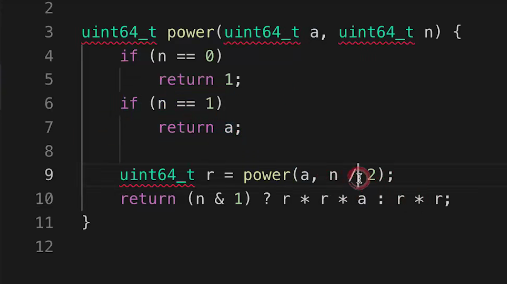 2
3 uint64_t power(uint64_t a, uint64_t n) {
4 if (n == 0)
5 return 1;
6 if (n == 1)
7 return a;
8
9 uint64_t r = power(a, n / 2);
10 return (n & 1) ? r * r * a : r * r;
11 }
12